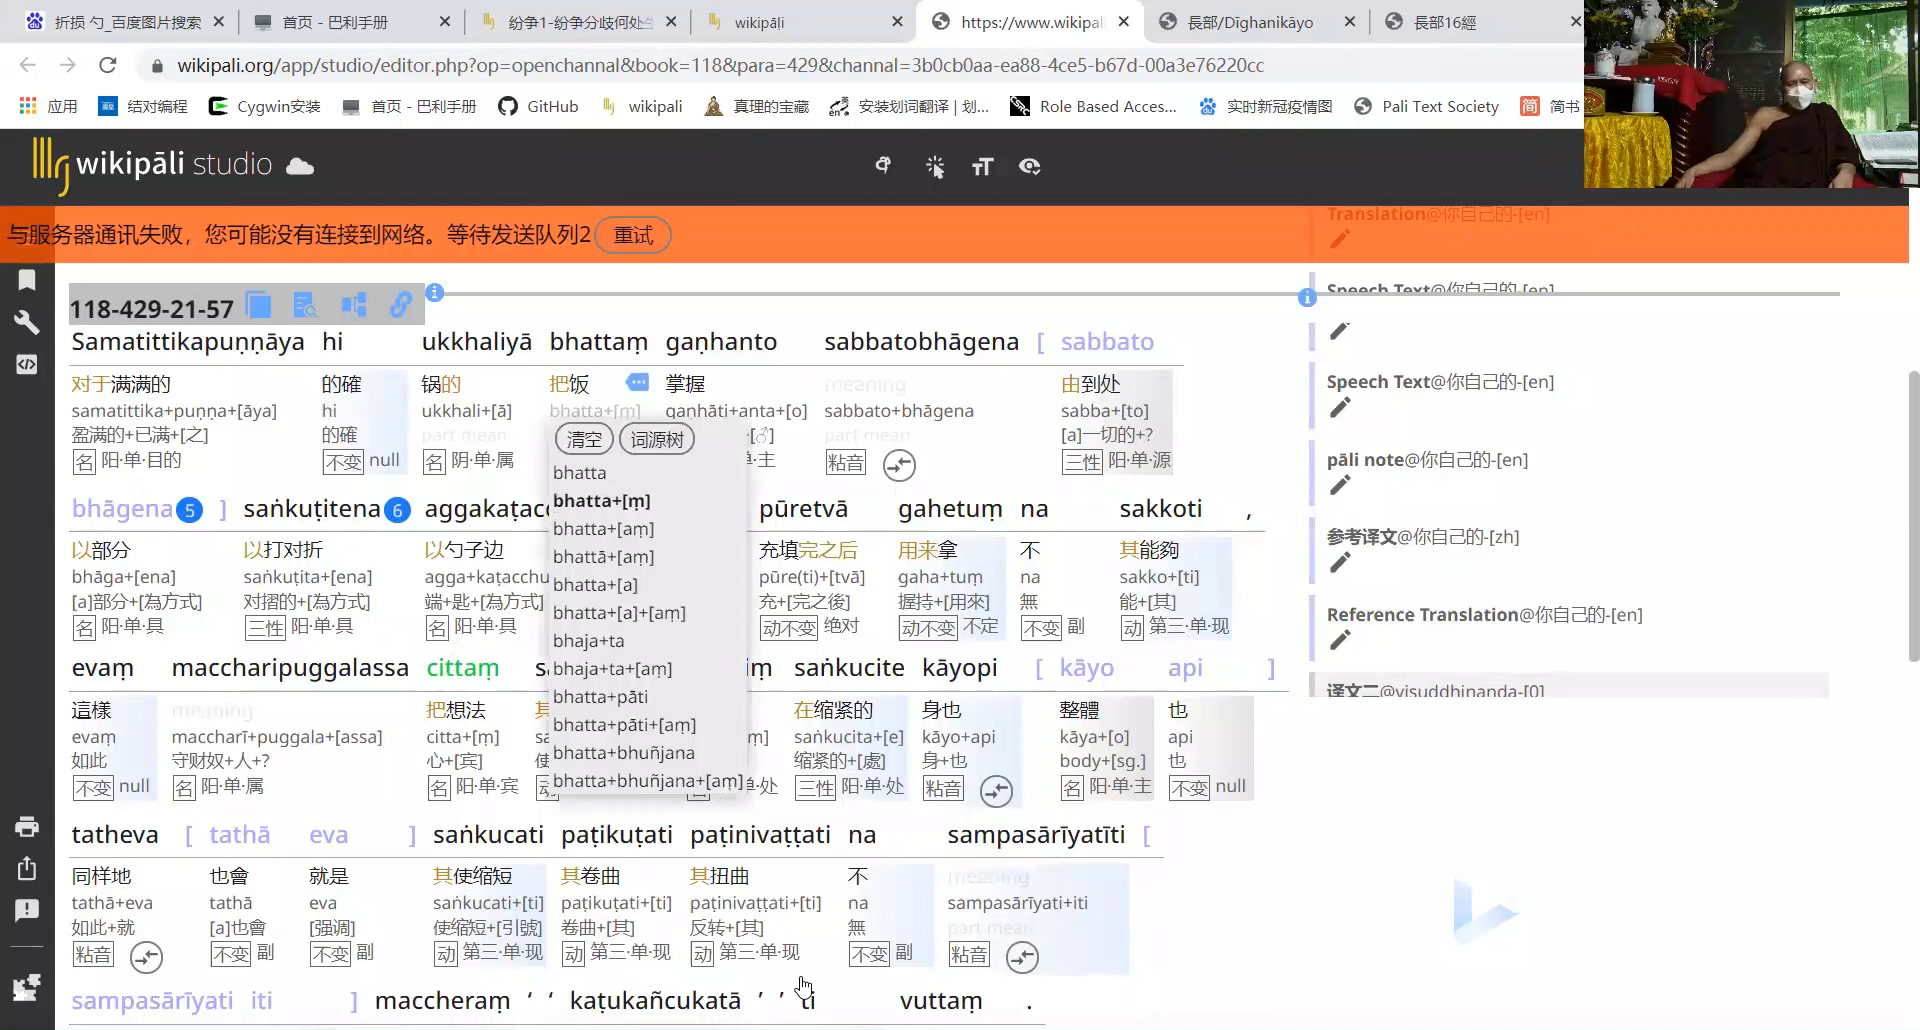 折损 勺_百度图片搜索
首页 - 巴利手册
纷争1-纷争分歧何处
wikipāḷi
https://www.wikipali
長部/Dīghanikāyo
長部16經
wikipali.org/app/studio/editor.php?op=openchannal&book=118&para=429&channal=3b0cb0aa-ea88-4ce5-b67d-00a3e76220cc
应用 结对编程 Cygwin安装 首页 - 巴利手册 GitHub wikipali 真理的宝藏 安装划词翻译 | 划... Role Based Acces... 实时新冠疫情图 Pali Text Society 简书
wikipāli studio
与服务器通讯失败，您可能没有连接到网络。等待发送队列2 重试
118-429-21-57
Samatittikapuṇṇāya hi ukkhaliyā bhattaṃ gaṇhanto sabbatobhāgena [ sabbato
对于满满的 的確 锅的 把饭 掌握 meaning 由到处
samatittika+puṇṇa+[āya] hi ukkhali+[ā] bhatta+[ṃ] gaṇhāti+anta+[o] sabbato+bhāgena sabba+[to]
盈满的+已满+[之] 的確 part mean [♂] part mean [a]一切的+?
名 阳·单·目的 不变 null 名 阴·单·属 单·主 粘音 三性 阳·单·源
清空 词源树
bhatta
bhatta+[ṃ]
bhatta+[aṃ]
bhattā+[aṃ]
bhatta+[a]
bhatta+[a]+[aṃ]
bhaja+ta
bhaja+ta+[aṃ]
bhatta+pāti
bhatta+pāti+[aṃ]
bhatta+bhuñjana
bhatta+bhuñjana+[aṃ]
bhāgena 5 ] saṅkuṭitena 6 aggakaṭacc pūretvā gahetuṃ na sakkoti ,
以部分 以打对折 以勺子边 充填完之后 用来拿 不 其能夠
bhāga+[ena] saṅkuṭita+[ena] agga+kaṭacchu pūre(ti)+[tvā] gaha+tuṃ na sakko+[ti]
[a]部分+[為方式] 对摺的+[為方式] 端+匙+[為方式] 充+[完之後] 握持+[用來] 無 能+[其]
名 阳·单·具 三性 阳·单·具 名 阳·单·具 动不变 绝对 动不变 不定 不变 副 动 第三·单·现
evaṃ maccharipuggalassa cittaṃ sa iṃ saṅkucite kāyopi [ kāyo api ]
這樣 meaning 把想法 其 在缩紧的 身也 整體 也
evaṃ maccharī+puggala+[assa] citta+[ṃ] sa ṃ] saṅkucita+[e] kāyo+api kāya+[o] api
如此 守财奴+人+? 心+[宾] 使 缩紧的+[處] 身+也 body+[sg.] 也
不变 null 名 阳·单·属 名 阳·单·宾 动 单·处 三性 阳·单·处 粘音 名 阳·单·主 不变 null
tatheva [ tathā eva ] saṅkucati paṭikuṭati paṭinivaṭṭati na sampasārīyatīti [
同样地 也會 就是 其使缩短 其卷曲 其扭曲 不 meaning
tathā+eva tathā eva saṅkucati+[ti] paṭikuṭati+[ti] paṭinivaṭṭati+[ti] na sampasārīyati+iti
如此+就 [a]也會 [强调] 使缩短+[引號] 卷曲+[其] 反转+[其] 無 part mean
粘音 不变 副 不变 副 动 第三·单·现 动 第三·单·现 动 第三·单·现 不变 副 粘音
sampasārīyati iti ] maccheraṃ ‘ ‘ kaṭukañcukatā ’ ’ ti vuttaṃ .
Translation@你自己的-[en]
Speech Text@你自己的-[en]
Speech Text@你自己的-[en]
pāli note@你自己的-[en]
参考译文@你自己的-[zh]
Reference Translation@你自己的-[en]
译文二@visuddhinanda-[0]